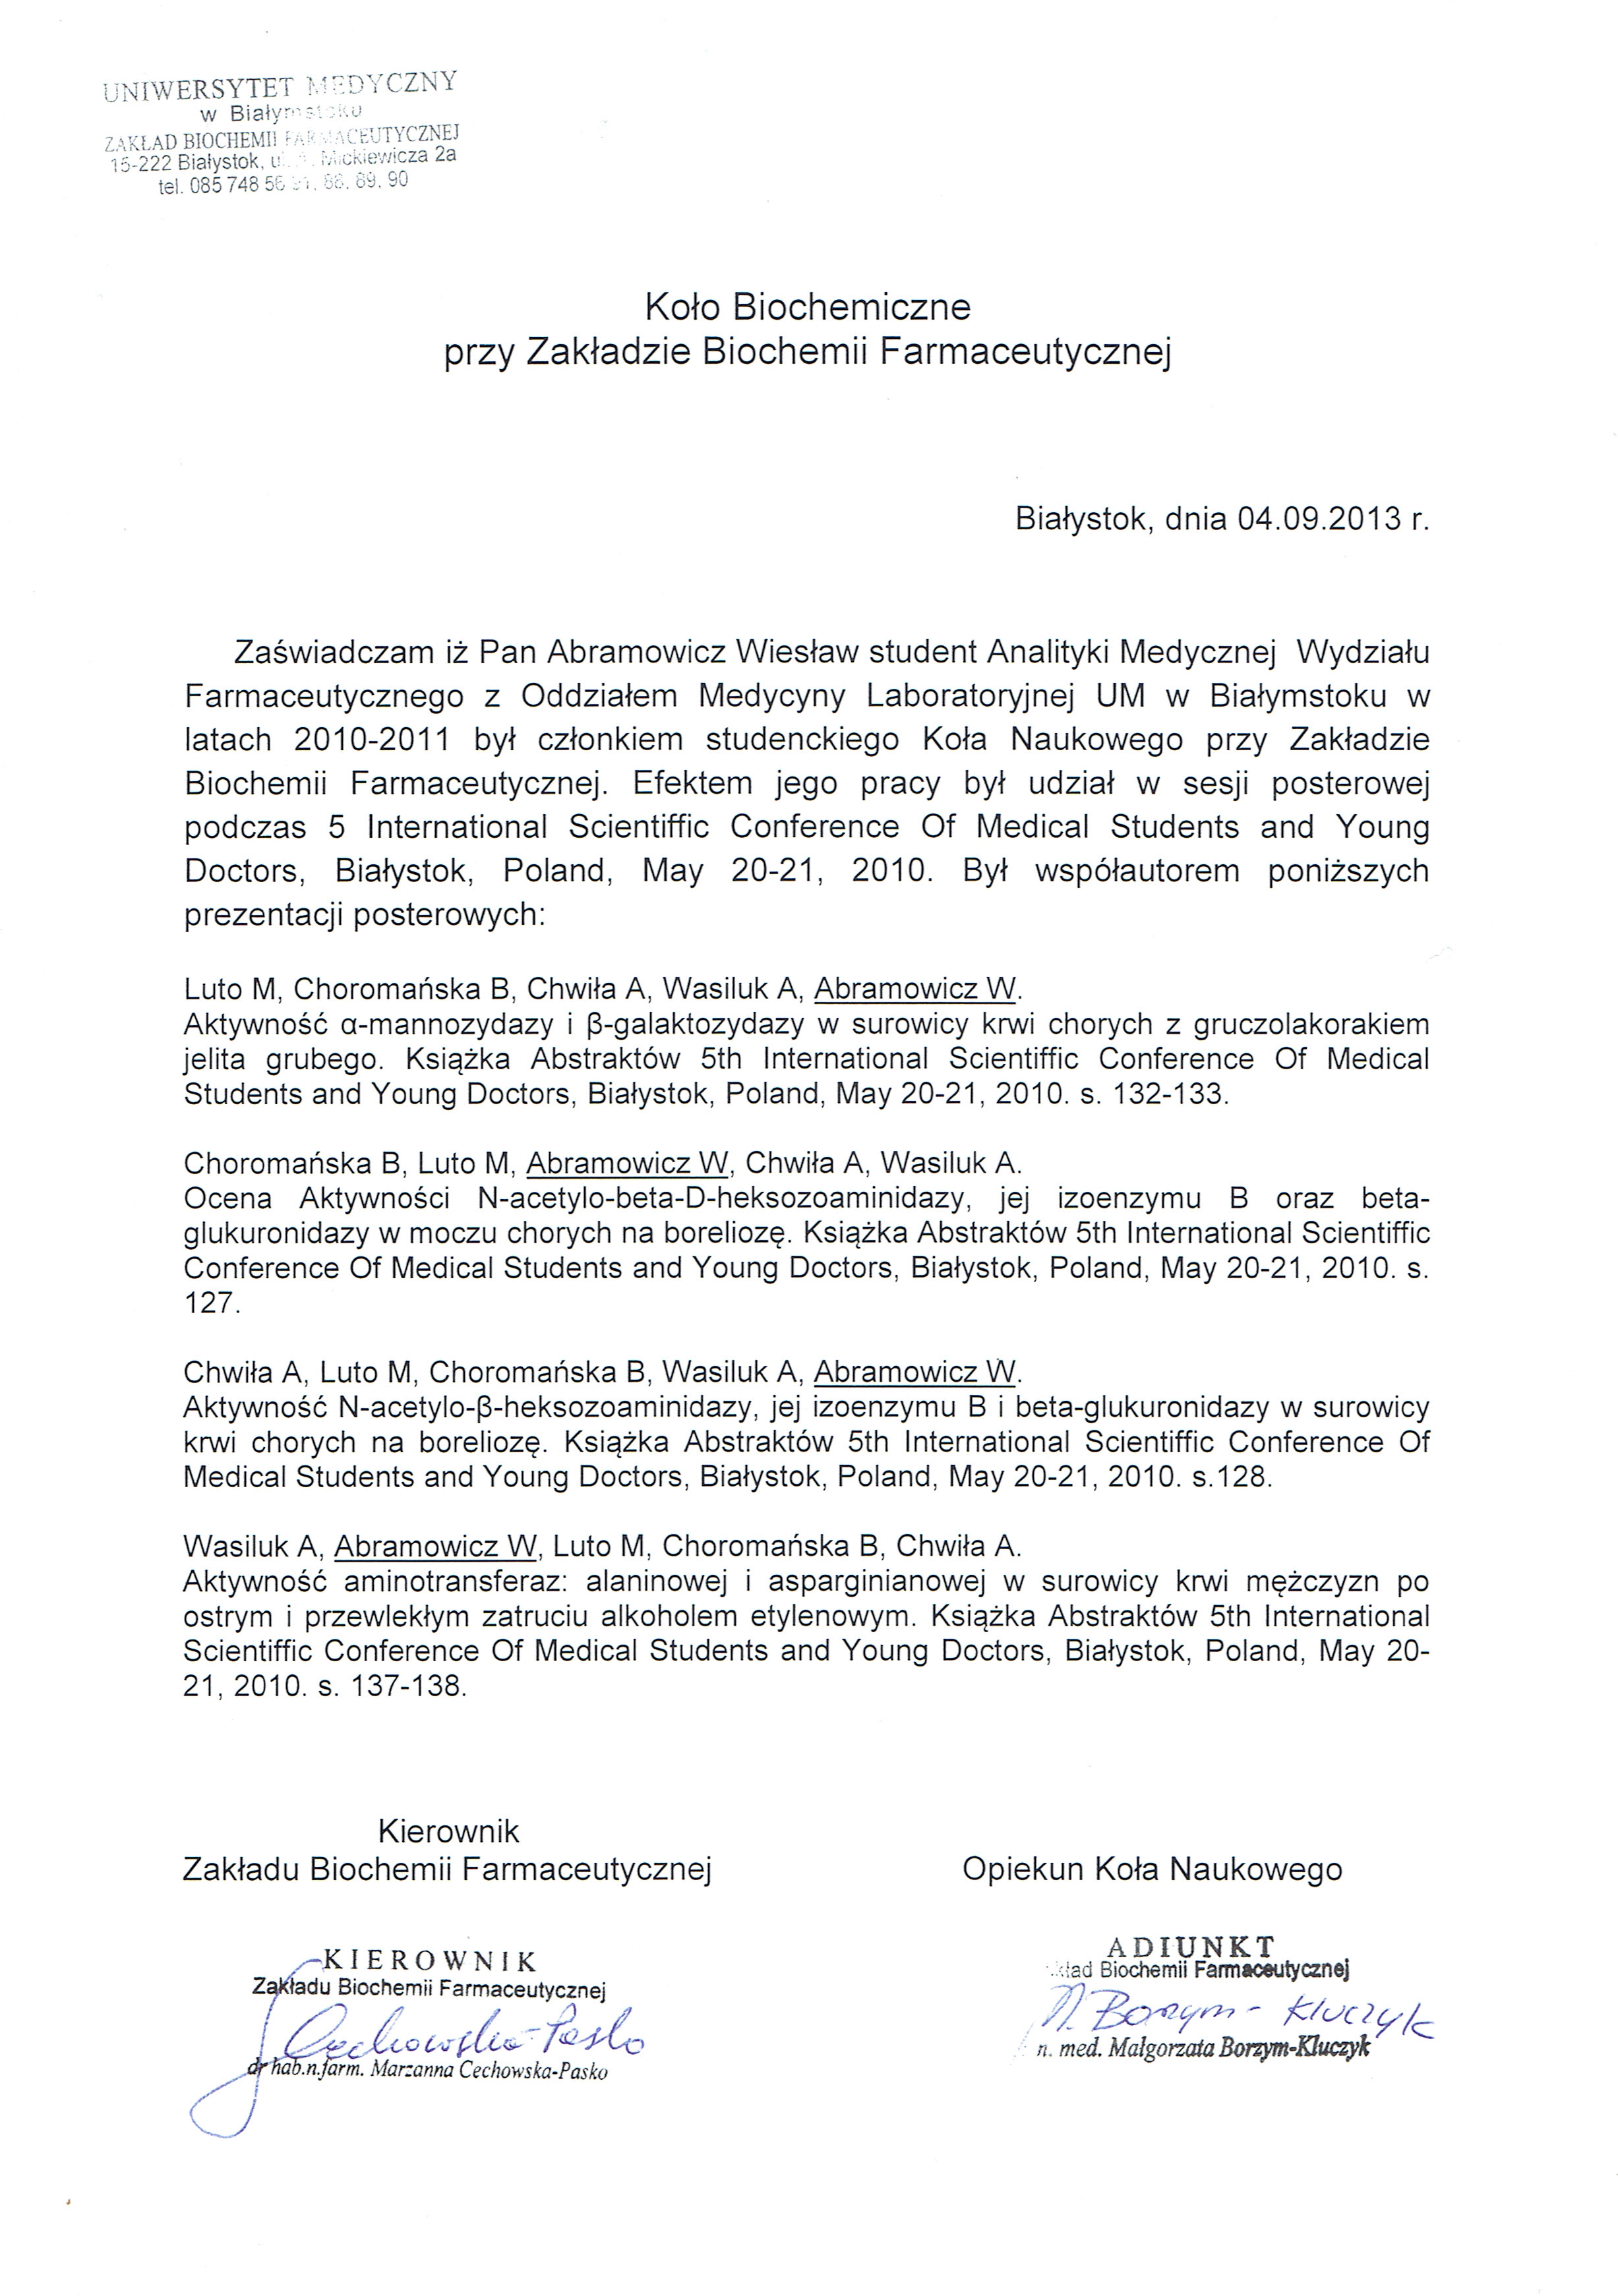 UNIWERSYTET MEDYCZNY
w Białymstoku
ZAKŁAD BIOCHEMII FARMACEUTYCZNEJ
15-222 Białystok, Mickiewicza 2a
tel. 085 748 56 88, 89, 90
Koło Biochemiczne
przy Zakładzie Biochemii Farmaceutycznej
Białystok, dnia 04.09.2013 r.
Zaświadczam iż Pan Abramowicz Wiesław student Analityki Medycznej Wydziału
Farmaceutycznego z Oddziałem Medycyny Laboratoryjnej UM w Białymstoku w
latach 2010-2011 był członkiem studenckiego Koła Naukowego przy Zakładzie
Biochemii Farmaceutycznej. Efektem jego pracy był udział w sesji posterowej
podczas 5 International Scientiffic Conference Of Medical Students and Young
Doctors, Białystok, Poland, May 20-21, 2010. Był współautorem poniższych
prezentacji posterowych:
Luto M, Choromańska B, Chwiła A, Wasiluk A, Abramowicz W.
Aktywność α-mannozydazy i β-galaktozydazy w surowicy krwi chorych z gruczolakorakiem
jelita grubego. Książka Abstraktów 5th International Scientiffic Conference Of Medical
Students and Young Doctors, Białystok, Poland, May 20-21, 2010. s. 132-133.
Choromańska B, Luto M, Abramowicz W, Chwiła A, Wasiluk A.
Ocena Aktywności N-acetylo-beta-D-heksozoaminidazy, jej izoenzymu B oraz beta-
glukuronidazy w moczu chorych na boreliozę. Książka Abstraktów 5th International Scientiffic
Conference Of Medical Students and Young Doctors, Białystok, Poland, May 20-21, 2010. s.
127.
Chwiła A, Luto M, Choromańska B, Wasiluk A, Abramowicz W.
Aktywność N-acetylo-β-heksozoaminidazy, jej izoenzymu B i beta-glukuronidazy w surowicy
krwi chorych na boreliozę. Książka Abstraktów 5th International Scientiffic Conference Of
Medical Students and Young Doctors, Białystok, Poland, May 20-21, 2010. s.128.
Wasiluk A, Abramowicz W, Luto M, Choromańska B, Chwiła A.
Aktywność aminotransferaz: alaninowej i asparginianowej w surowicy krwi mężczyzn po
ostrym i przewlekłym zatruciu alkoholem etylenowym. Książka Abstraktów 5th International
Scientiffic Conference Of Medical Students and Young Doctors, Białystok, Poland, May 20-
21, 2010. s. 137-138.
Kierownik
Zakładu Biochemii Farmaceutycznej
Opiekun Koła Naukowego
KIEROWNIK
Zakładu Biochemii Farmaceutycznej
Cechowska-Pasko
dr hab.n.farm. Marzanna Cechowska-Pasko
ADIUNKT
Biochemii Farmaceutycznej
M. Borzym-Kluczyk
n. med. Małgorzata Borzym-Kluczyk